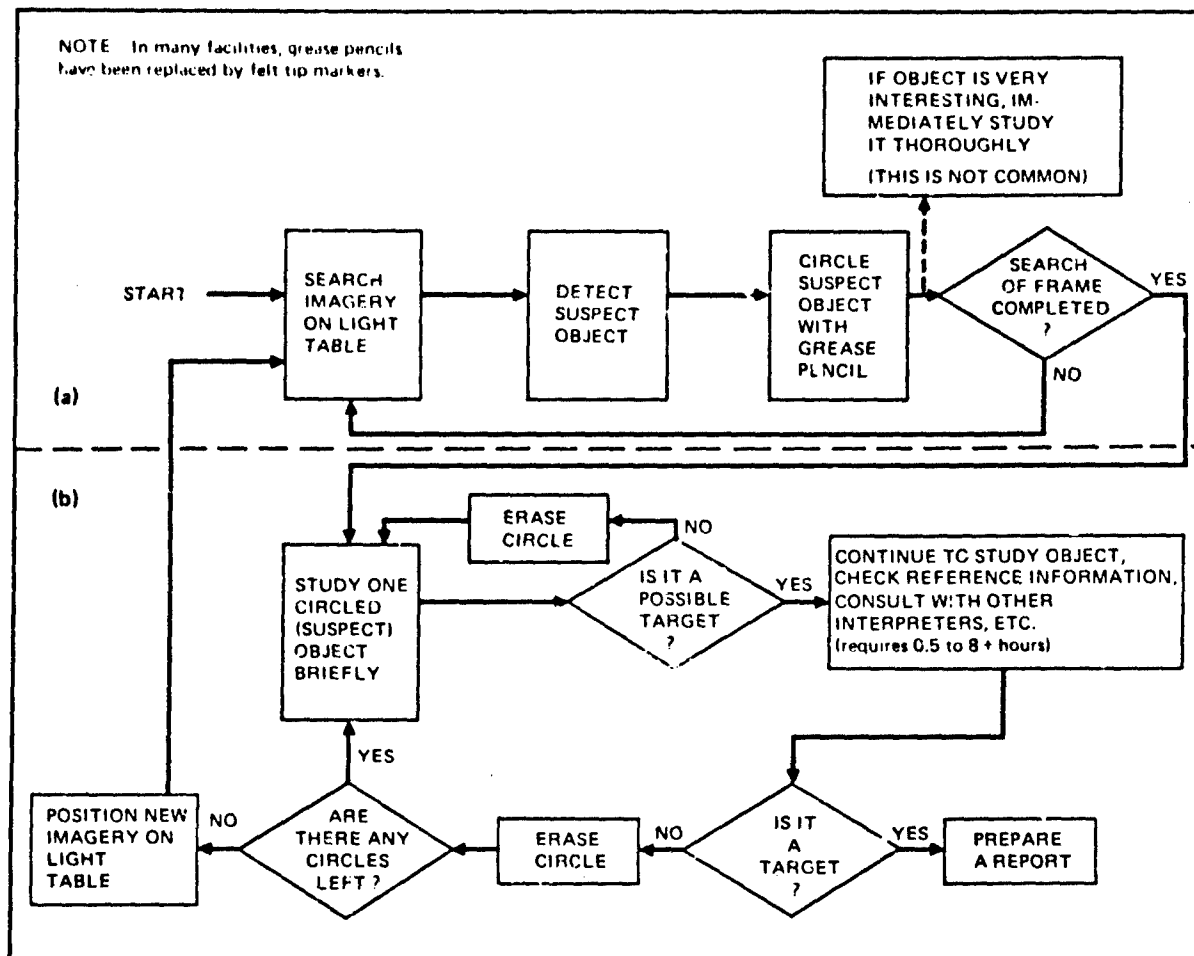 NOTE In many facilities, grease pencils
have been replaced by felt tip markers.
IF OBJECT IS VERY
INTERESTING, IM-
MEDIATELY STUDY
IT THOROUGHLY
(THIS IS NOT COMMON)
START
SEARCH
IMAGERY
ON LIGHT
TABLE
DETECT
SUSPECT
OBJECT
CIRCLE
SUSPECT
OBJECT
WITH
GREASE
PENCIL
SEARCH
OF FRAME
COMPLETED
?
YES
NO
(a)
(b)
ERASE
CIRCLE
NO
STUDY ONE
CIRCLED
(SUSPECT)
OBJECT
BRIEFLY
IS IT A
POSSIBLE
TARGET
?
YES
CONTINUE TO STUDY OBJECT,
CHECK REFERENCE INFORMATION,
CONSULT WITH OTHER
INTERPRETERS, ETC.
(requires 0.5 to 8 + hours)
YES
POSITION NEW
IMAGERY ON
LIGHT
TABLE
NO
ARE
THERE ANY
CIRCLES
LEFT ?
ERASE
CIRCLE
NO
IS IT
A
TARGET
?
YES
PREPARE
A REPORT